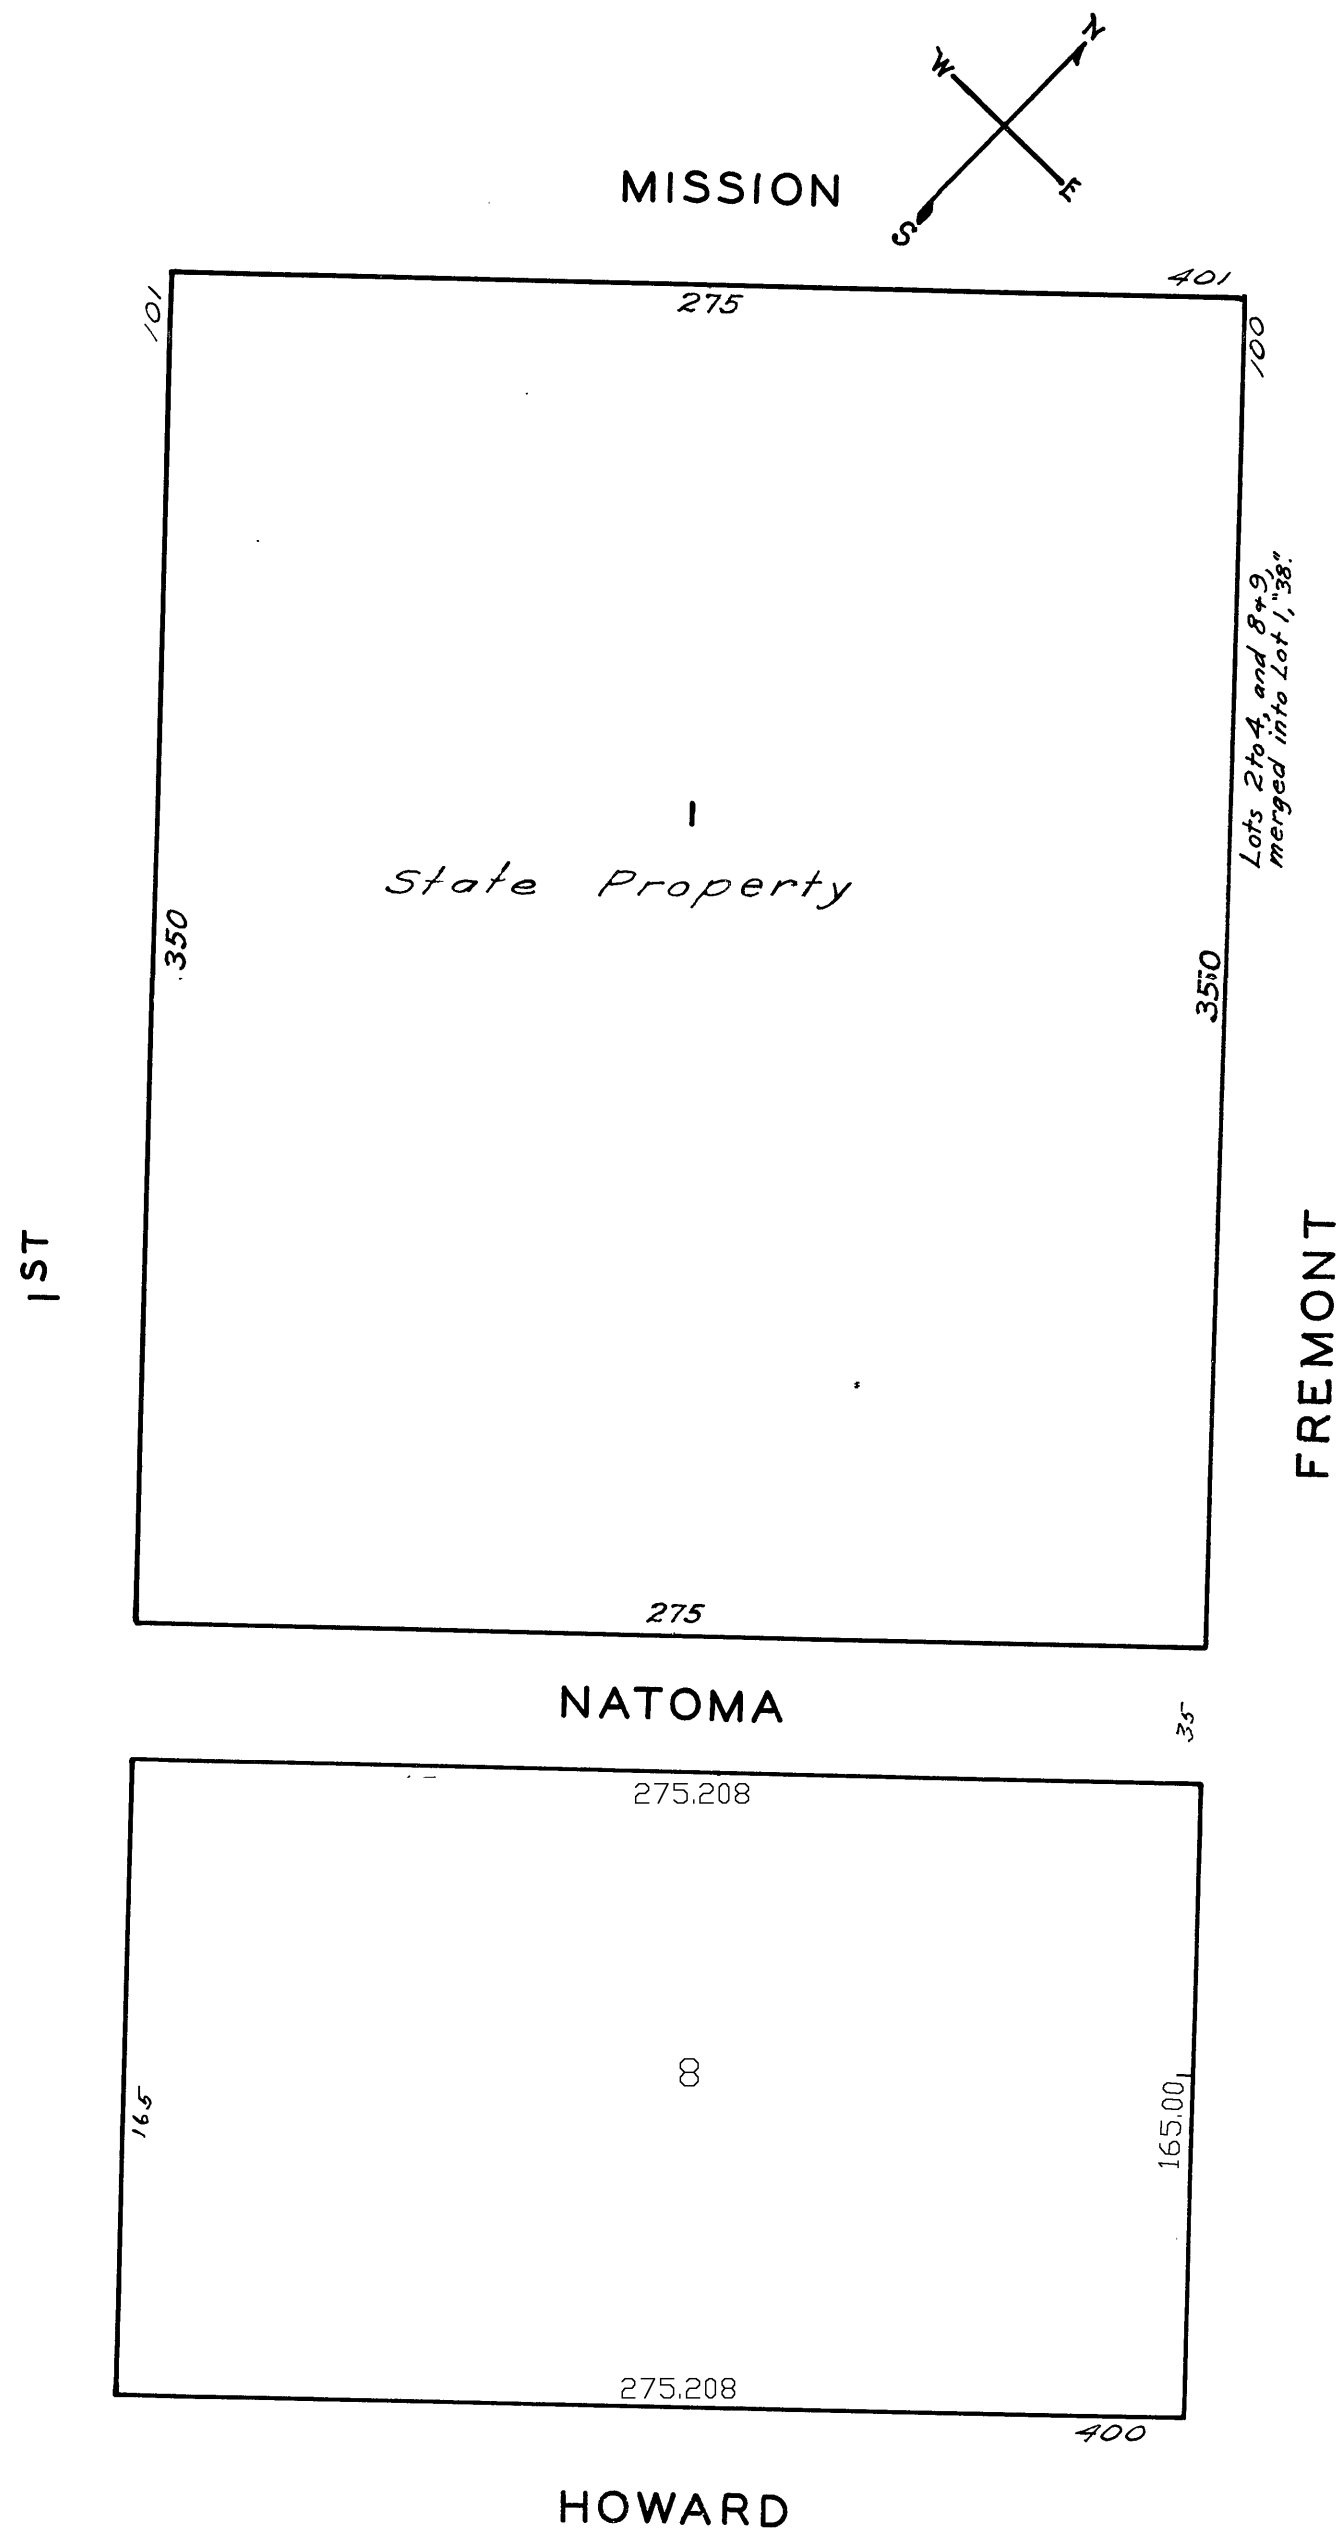 N
W
E
S
MISSION
401
101
275
100
Lots 2 to 4, and 8 & 9,
merged into Lot 1, "38".
1
State Property
350
350
1ST
FREMONT
275
NATOMA
35
275.208
8
165
165.00
275.208
400
HOWARD